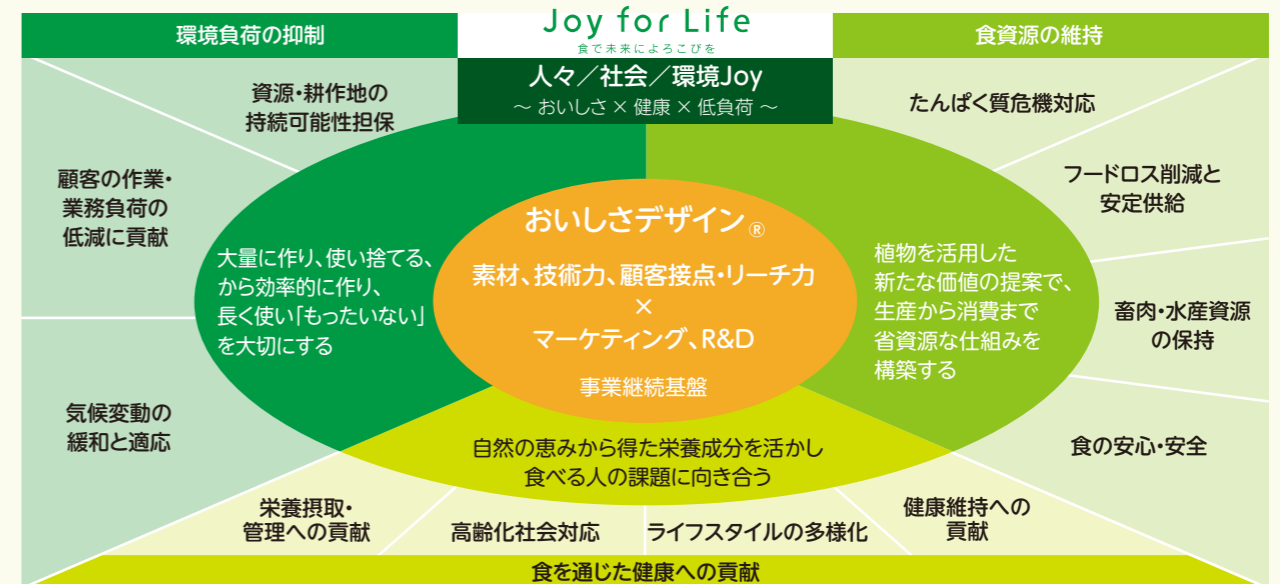 Joy for Life
食で未来によろこびを
人々／社会／環境Joy
～ おいしさ × 健康 × 低負荷 ～
環境負荷の抑制
資源・耕作地の
持続可能性担保
顧客の作業・
業務負荷の
低減に貢献
気候変動の
緩和と適応
大量に作り、使い捨てる、
から効率的に作り、
長く使い「もったいない」
を大切にする
おいしさデザイン®
素材、技術力、顧客接点・リーチ力
×
マーケティング、R&D
事業継続基盤
食資源の維持
たんぱく質危機対応
フードロス削減と
安定供給
畜肉・水産資源
の保持
食の安心・安全
植物を活用した
新たな価値の提案で、
生産から消費まで
省資源な仕組みを
構築する
自然の恵みから得た栄養成分を活かし
食べる人の課題に向き合う
栄養摂取・
管理への貢献
高齢化社会対応
ライフスタイルの多様化
健康維持への
貢献
食を通じた健康への貢献